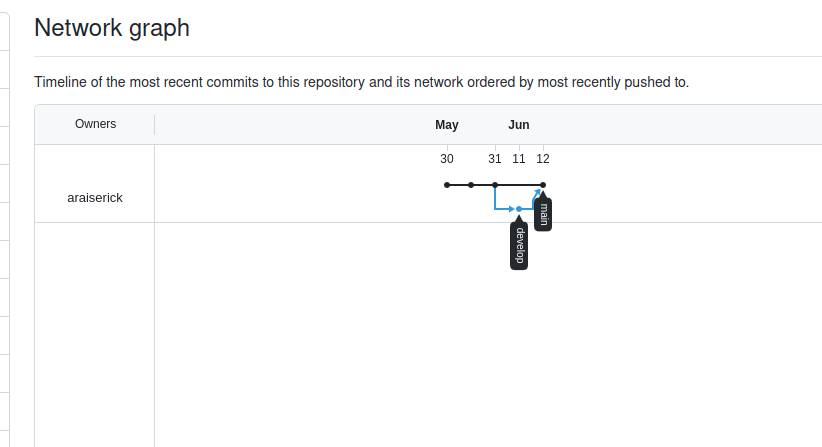 Network graph
Timeline of the most recent commits to this repository and its network ordered by most recently pushed to.
Owners May Jun
30 31 11 12
araiserick
main
develop